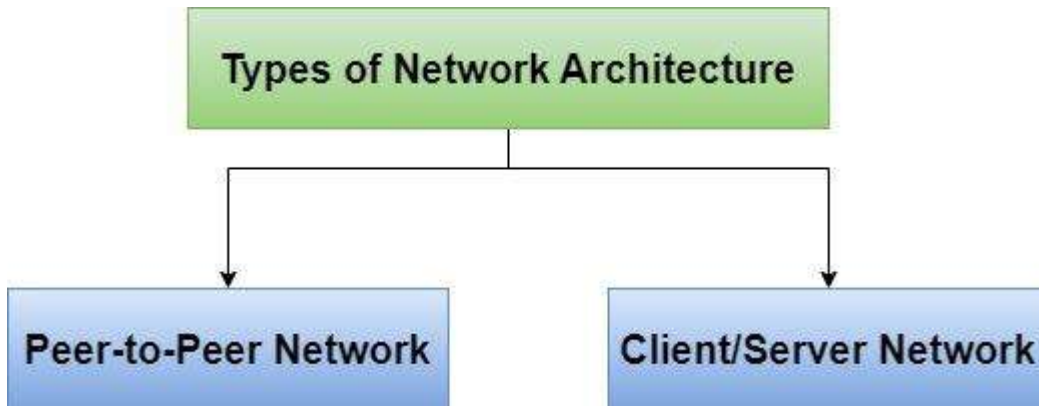 Types of Network Architecture
Peer-to-Peer Network
Client/Server Network